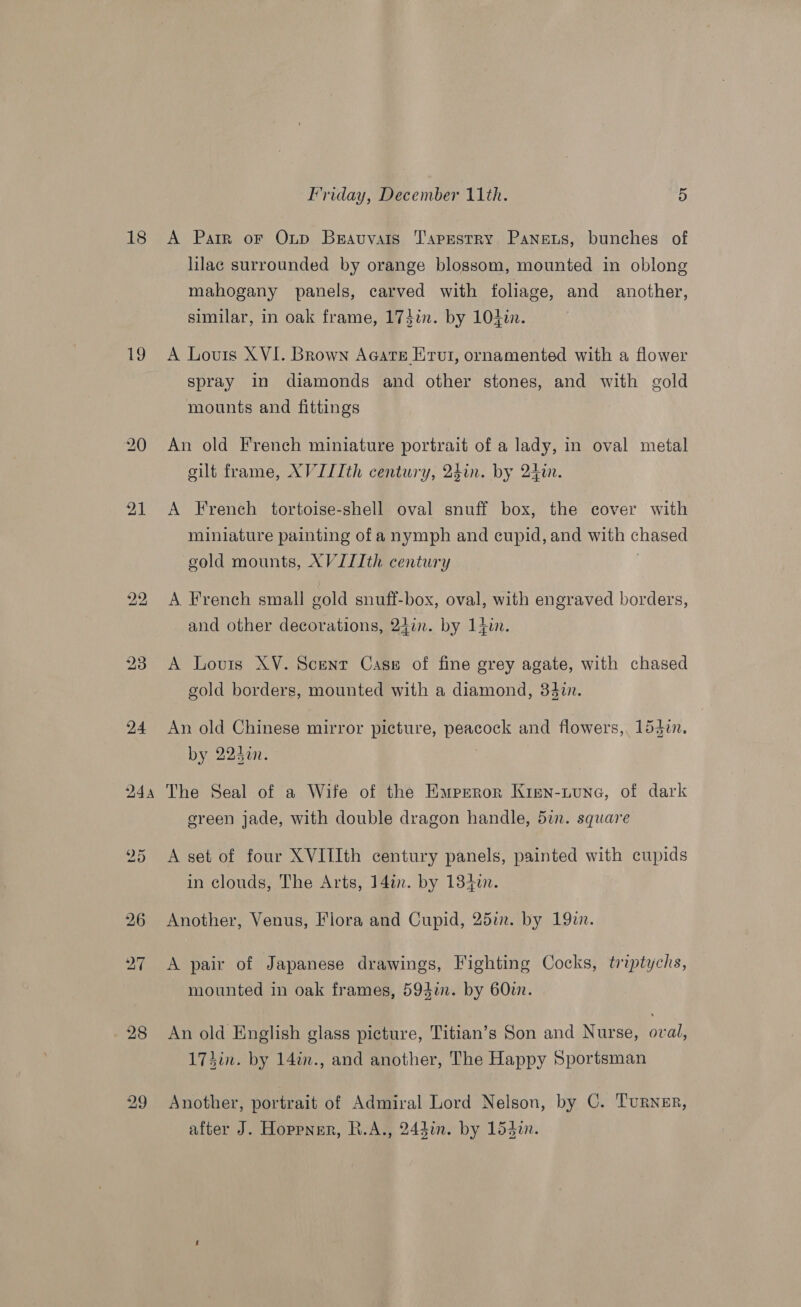 Friday, December 11th. 5
18 A Pair of Old Beauvais Tapestry Panels, bunches of
lilac surrounded by orange blossom, mounted in oblong
mahogany panels, carved with foliage, and another,
similar, in oak frame, 17½in. by 10½in.
19 A Louis XVI. Brown Agate Etui, ornamented with a flower
spray in diamonds and other stones, and with gold
mounts and fittings
20 An old French miniature portrait of a lady, in oval metal
gilt frame, XVIIIth century, 2½in. by 2¼in.
21 A French tortoise-shell oval snuff box, the cover with
miniature painting of a nymph and cupid, and with chased
gold mounts, XVIIIth century
22 A French small gold snuff-box, oval, with engraved borders,
and other decorations, 2¼in. by 1¼in.
23 A Louis XV. Scent Case of fine grey agate, with chased
gold borders, mounted with a diamond, 3½in.
24 An old Chinese mirror picture, peacock and flowers, 15½in.
by 22½in.
24A The Seal of a Wife of the Emperor Kien-lung, of dark
green jade, with double dragon handle, 5in. square
25 A set of four XVIIIth century panels, painted with cupids
in clouds, The Arts, 14in. by 13¼in.
26 Another, Venus, Flora and Cupid, 25in. by 19in.
27 A pair of Japanese drawings, Fighting Cocks, triptychs,
mounted in oak frames, 59½in. by 60in.
28 An old English glass picture, Titian's Son and Nurse, oval,
17½in. by 14in., and another, The Happy Sportsman
29 Another, portrait of Admiral Lord Nelson, by C. Turner,
after J. Hoppner, R.A., 24½in. by 15½in.